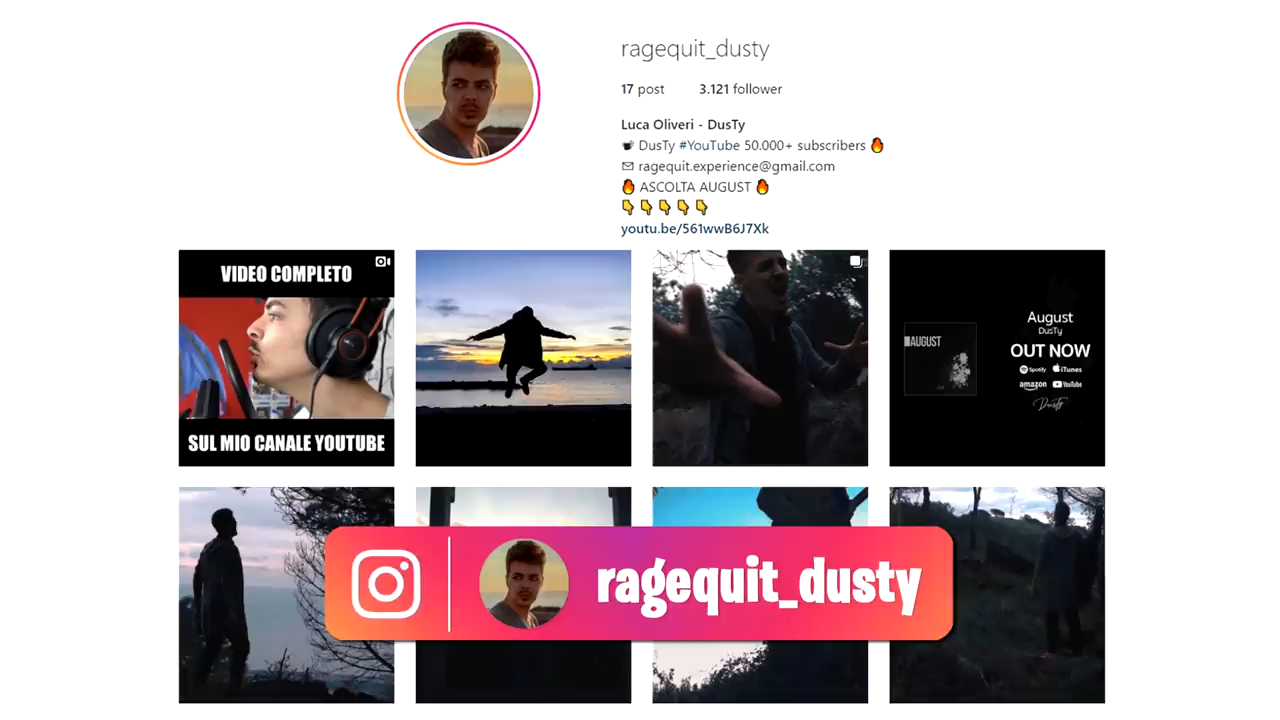 ragequit_dusty
17 post 3.121 follower
Luca Oliveri - DusTy
DusTy #YouTube 50.000+ subscribers 🔥
ragequit.experience@gmail.com
🔥 ASCOLTA AUGUST 🔥
👇👇👇👇👇
youtu.be/561wwB6J7Xk
VIDEO COMPLETO
SUL MIO CANALE YOUTUBE
AUGUST
August
DusTy
OUT NOW
Spotify iTunes
amazon YouTube
DusTy
ragequit_dusty